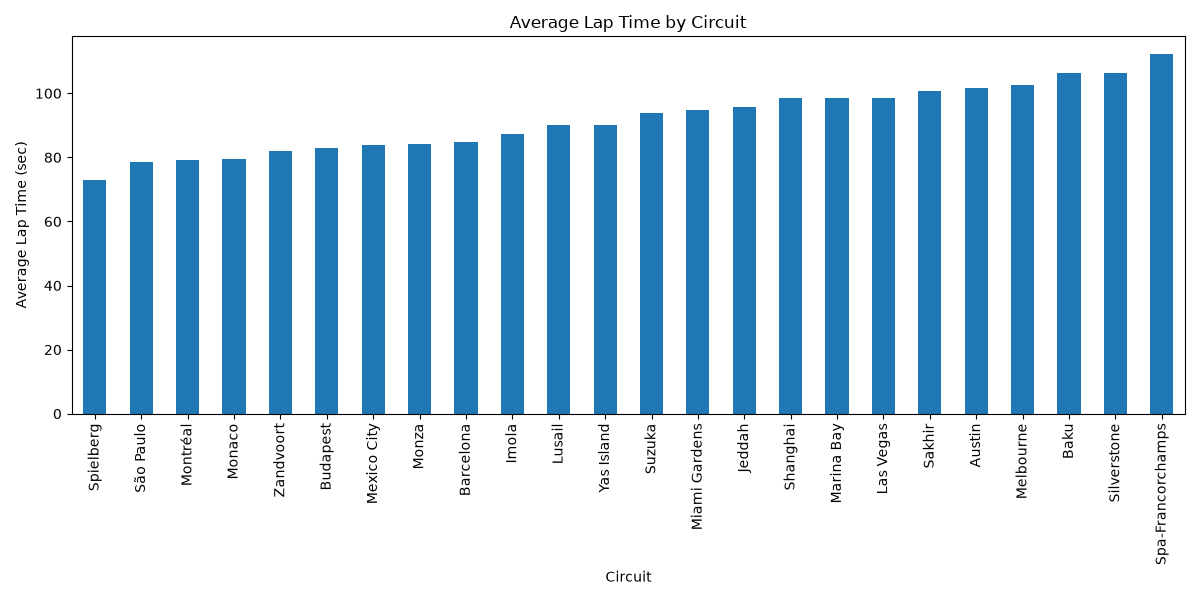 Average Lap Time by Circuit
Average Lap Time (sec)
100
80
60
40
20
0
Spielberg
São Paulo
Montréal
Monaco
Zandvoort
Budapest
Mexico City
Monza
Barcelona
Imola
Lusail
Yas Island
Suzuka
Miami Gardens
Jeddah
Shanghai
Marina Bay
Las Vegas
Sakhir
Austin
Melbourne
Baku
Silverstone
Spa-Francorchamps
Circuit